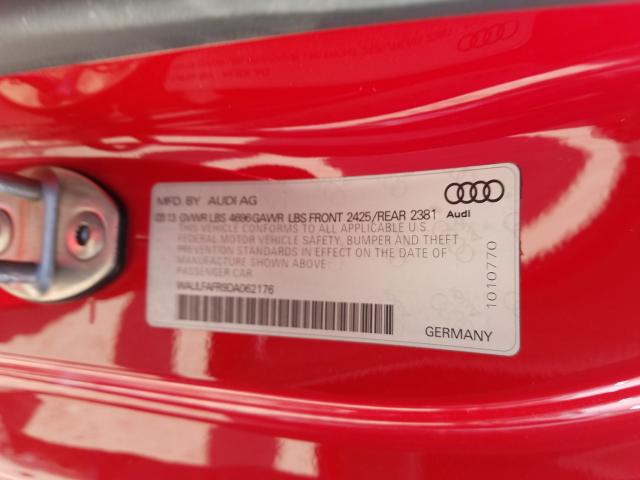 MFD. BY AUDI AG
03 13 GVWR LBS 4696 GAWR LBS FRONT 2425/REAR 2381
THIS VEHICLE CONFORMS TO ALL APPLICABLE U.S.
FEDERAL MOTOR VEHICLE SAFETY, BUMPER AND THEFT
PREVENTION STANDARDS IN EFFECT ON THE DATE OF
MANUFACTURE SHOWN ABOVE.
PASSENGER CAR
WAULFAFR9DA062176
Audi
1010770
GERMANY